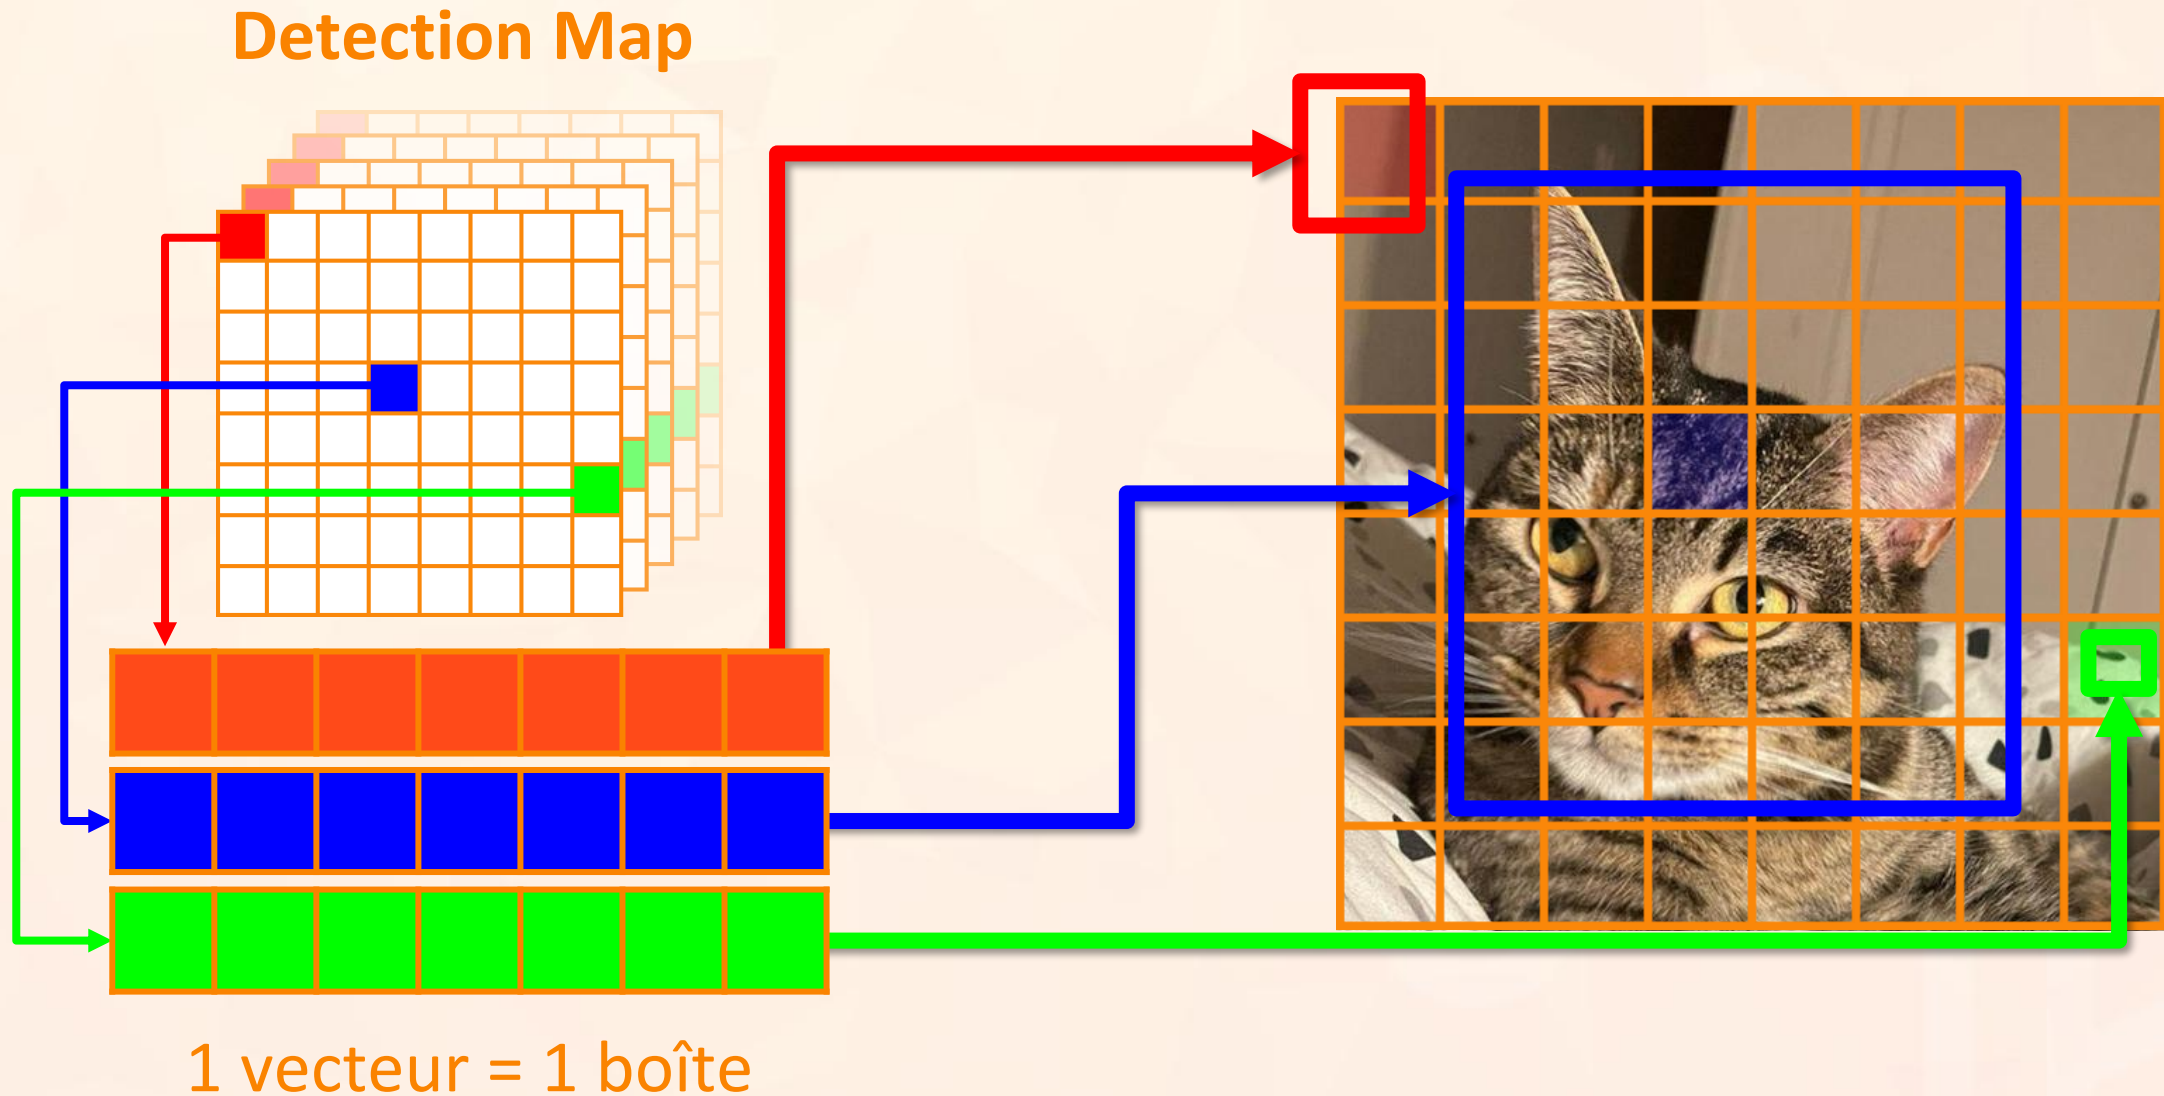 Detection Map
1 vecteur = 1 boîte